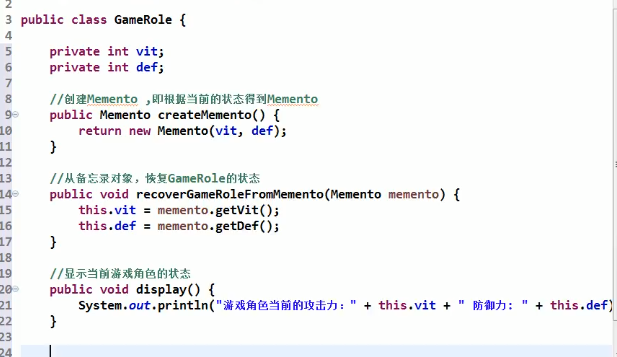 2
3 public class GameRole {
4
5 private int vit;
6 private int def;
7
8 //创建Memento ,即根据当前的状态得到Memento
9 public Memento createMemento() {
10 return new Memento(vit, def);
11 }
12
13 //从备忘录对象，恢复GameRole的状态
14 public void recoverGameRoleFromMemento(Memento memento) {
15 this.vit = memento.getVit();
16 this.def = memento.getDef();
17 }
18
19 //显示当前游戏角色的状态
20 public void display() {
21 System.out.println("游戏角色当前的攻击力：" + this.vit + " 防御力: " + this.def)
22 }
23
24